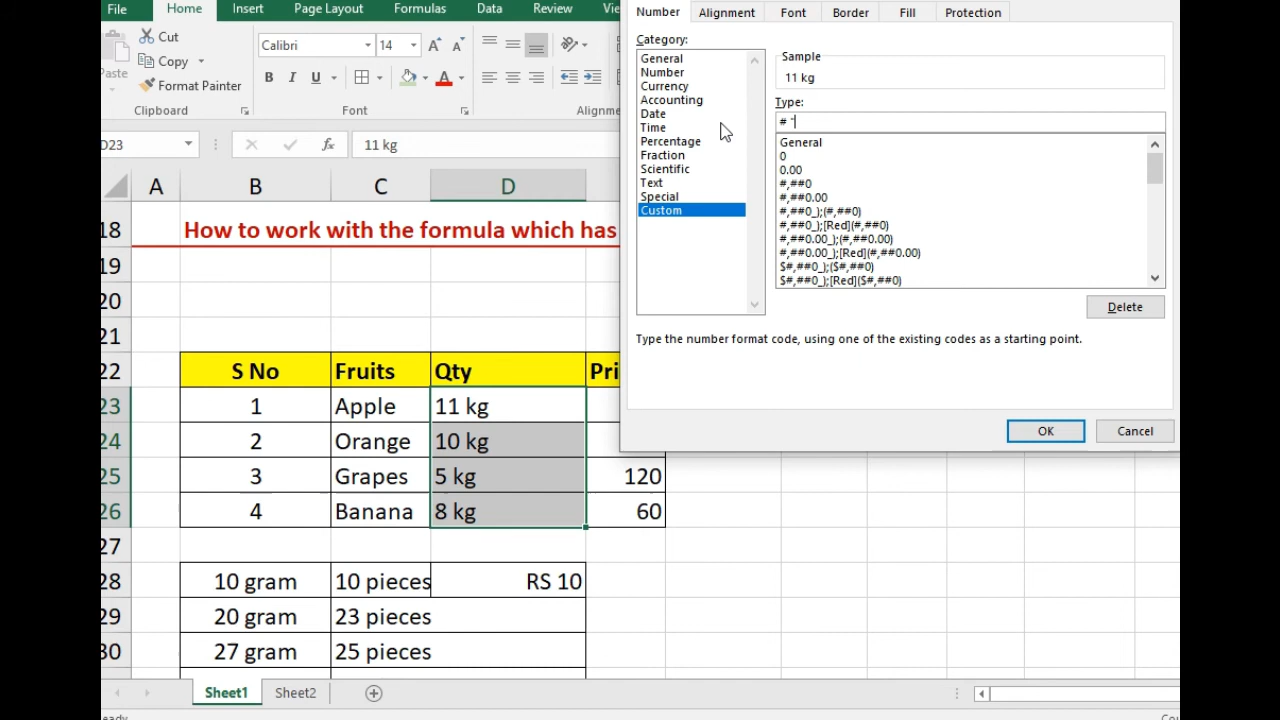 File Home Insert Page Layout Formulas Data Review
Cut
Copy
Format Painter
Paste
Clipboard
Calibri 14
B I U
Font
Number Alignment Font Border Fill Protection
Category:
General
Number
Currency
Accounting
Date
Time
Percentage
Fraction
Scientific
Text
Special
Custom
Sample
11 kg
Type:
# "
General
0
0.00
#,##0
#,##0.00
#,##0_);(#,##0)
#,##0_);[Red](#,##0)
#,##0.00_);(#,##0.00)
#,##0.00_);[Red](#,##0.00)
$#,##0_);($#,##0)
$#,##0_);[Red]($#,##0)
Delete
Type the number format code, using one of the existing codes as a starting point.
OK Cancel
fx 11 kg
A B C D
18 How to work with the formula which has
19
20
21
22 S No Fruits Qty
23 1 Apple 11 kg
24 2 Orange 10 kg
25 3 Grapes 5 kg 120
26 4 Banana 8 kg 60
27
28 10 gram 10 pieces RS 10
29 20 gram 23 pieces
30 27 gram 25 pieces
Sheet1 Sheet2